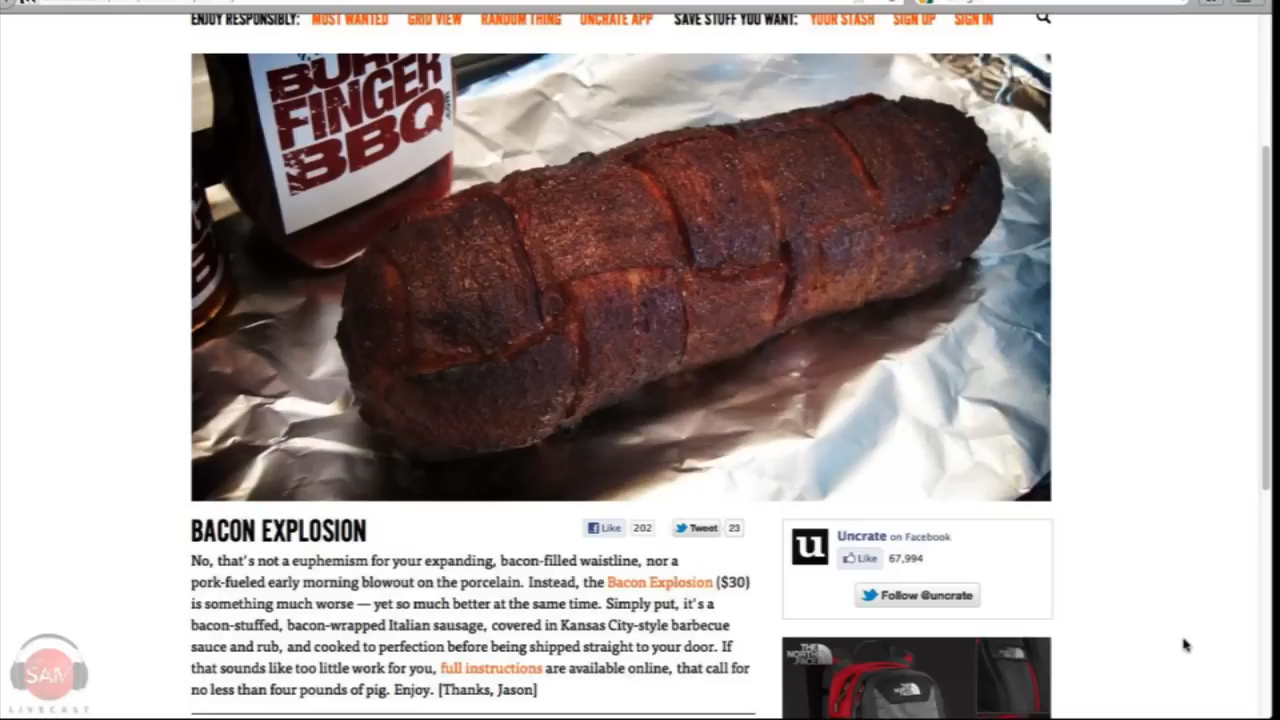 ENJOY RESPONSIBLY: MOST WANTED GRID VIEW RANDOM THING UNCRATE APP SAVE STUFF YOU WANT: YOUR STASH SIGN UP SIGN IN
FINGER
BBQ
BACON EXPLOSION
Like 202 Tweet 23
No, that's not a euphemism for your expanding, bacon-filled waistline, nor a
pork-fueled early morning blowout on the porcelain. Instead, the Bacon Explosion ($30)
is something much worse — yet so much better at the same time. Simply put, it's a
bacon-stuffed, bacon-wrapped Italian sausage, covered in Kansas City-style barbecue
sauce and rub, and cooked to perfection before being shipped straight to your door. If
that sounds like too little work for you, full instructions are available online, that call for
no less than four pounds of pig. Enjoy. [Thanks, Jason]
u
Uncrate on Facebook
Like 67,994
Follow @uncrate
THE
NORTH
FACE
SAM
LIVECAST